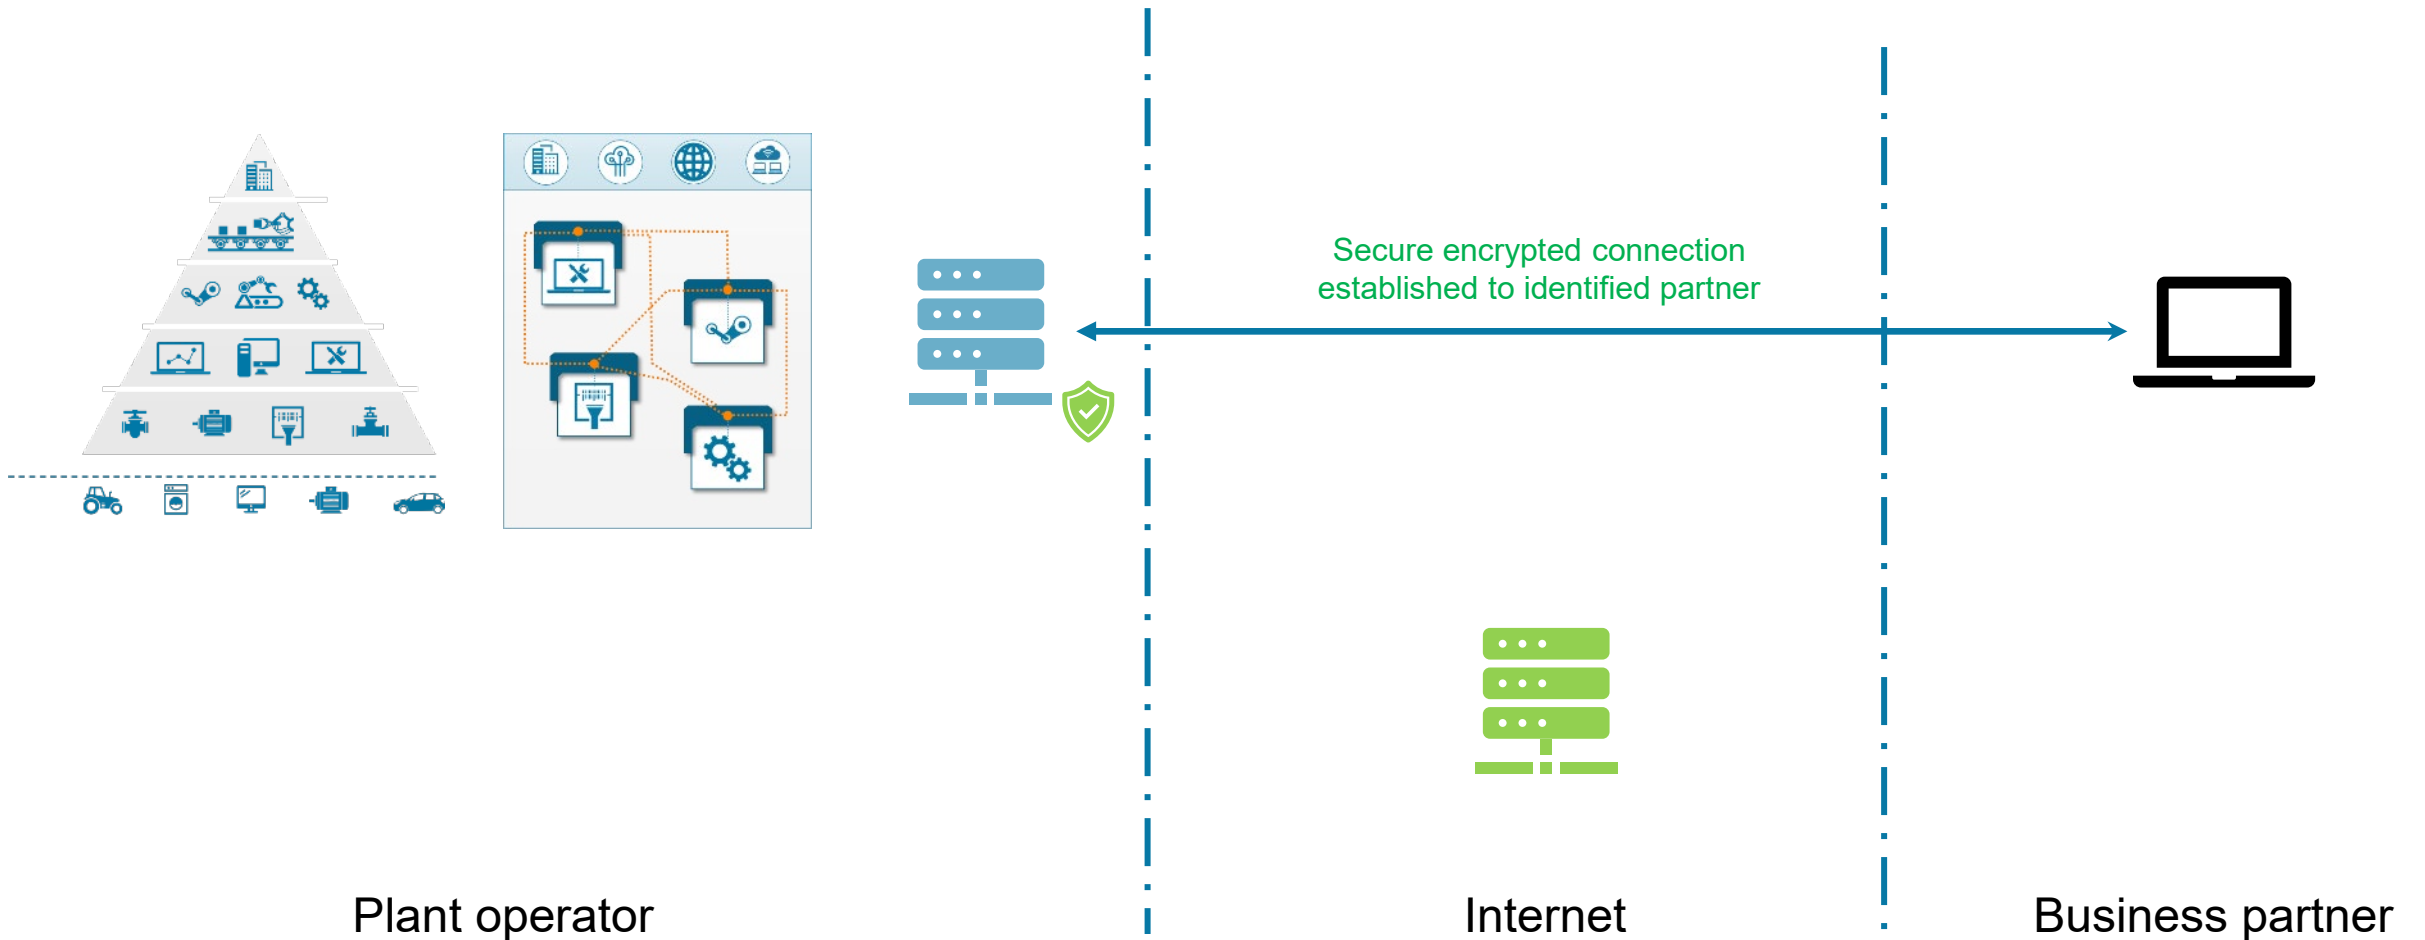 Secure encrypted connection
established to identified partner
Plant operator
Internet
Business partner